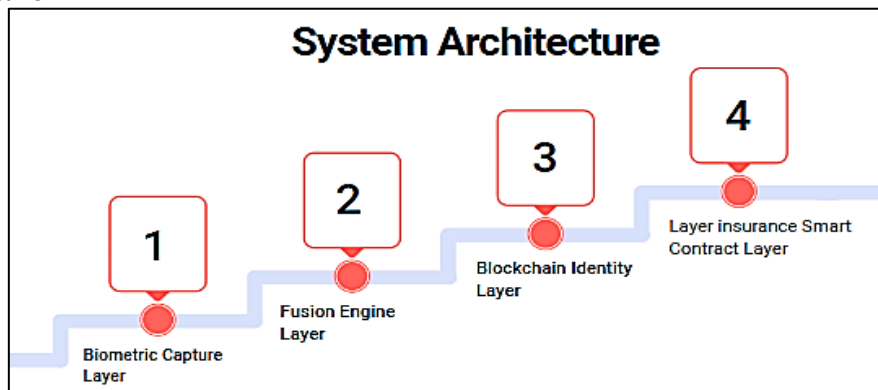 System Architecture
1
Biometric Capture
Layer
2
Fusion Engine
Layer
3
Blockchain Identity
Layer
4
Layer insurance Smart
Contract Layer